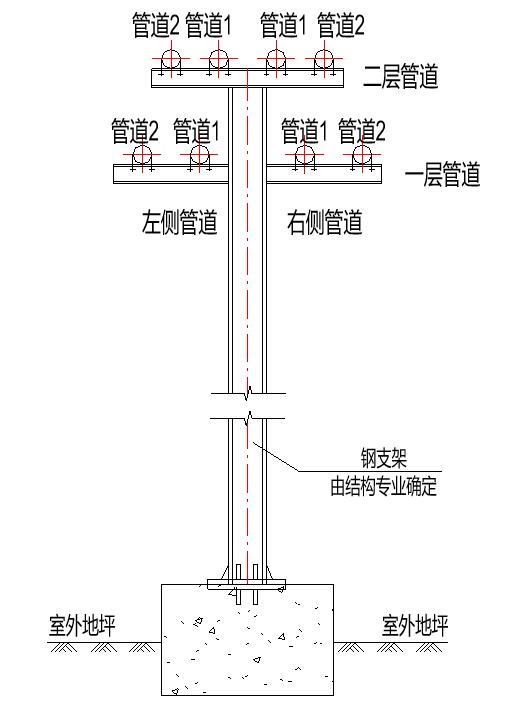 管道2 管道1 管道1 管道2
二层管道
管道2 管道1 管道1 管道2
一层管道
左侧管道 右侧管道
钢支架
由结构专业确定
室外地坪 室外地坪